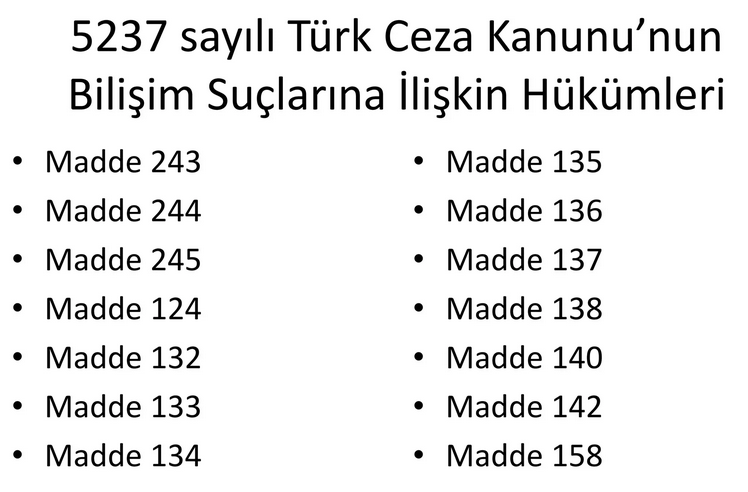 5237 sayılı Türk Ceza Kanunu’nun
Bilişim Suçlarına İlişkin Hükümleri
• Madde 243
• Madde 244
• Madde 245
• Madde 124
• Madde 132
• Madde 133
• Madde 134
• Madde 135
• Madde 136
• Madde 137
• Madde 138
• Madde 140
• Madde 142
• Madde 158